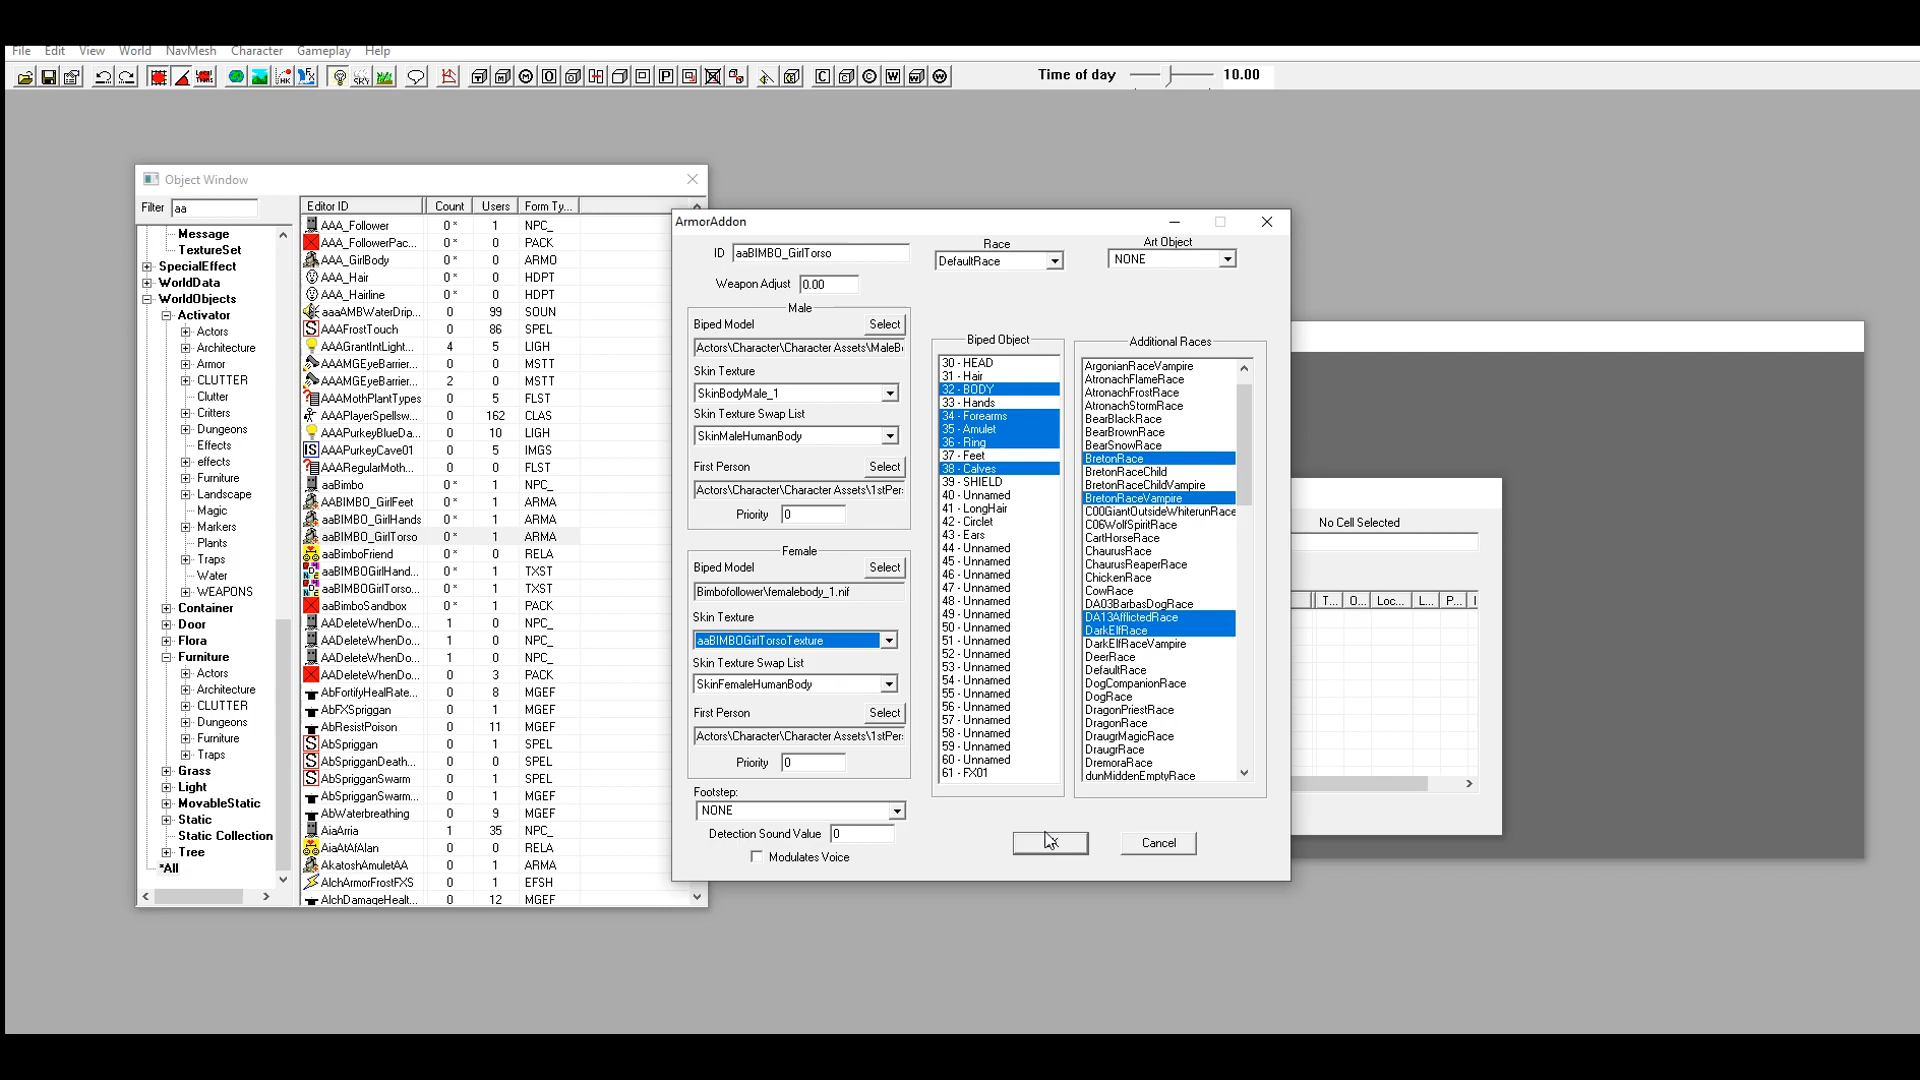 File Edit View World NavMesh Character Gameplay Help
Time of day 10.00
Object Window
Filter aa
Message
TextureSet
SpecialEffect
WorldData
WorldObjects
Activator
Actors
Architecture
Armor
CLUTTER
Clutter
Critters
Dungeons
Effects
effects
Furniture
Landscape
Magic
Markers
Plants
Traps
Water
WEAPONS
Container
Door
Flora
Furniture
Actors
Architecture
CLUTTER
Dungeons
Furniture
Traps
Grass
Light
MovableStatic
Static
Static Collection
Tree
*All
Editor ID Count Users Form Ty...
AAA_Follower 0 * 1 NPC_
AAA_FollowerPac... 0 * 0 PACK
AAA_GirlBody 0 * 0 ARMO
AAA_Hair 0 * 0 HDPT
AAA_Hairline 0 * 0 HDPT
aaaAMBWaterDrip... 0 99 SOUN
AAAFrostTouch 0 86 SPEL
AAAGrantIntLight... 4 5 LIGH
AAAMGEyeBarrier... 0 0 MSTT
AAAMGEyeBarrier... 2 0 MSTT
AAAMothPlantTypes 0 5 FLST
AAAPlayerSpellsw... 0 162 CLAS
AAAPurkeyBlueDa... 0 10 LIGH
AAAPurkeyCave01 0 5 IMGS
AAARegularMoth... 0 0 FLST
aaBimbo 0 * 1 NPC_
AABIMBO_GirlFeet 0 * 1 ARMA
aaBIMBO_GirlHands 0 * 1 ARMA
aaBIMBO_GirlTorso 0 * 1 ARMA
aaBimboFriend 0 * 0 RELA
aaBIMBOGirlHand... 0 * 1 TXST
aaBIMBOGirlTorso... 0 * 1 TXST
aaBimboSandbox 0 * 1 PACK
AADeleteWhenDo... 1 0 NPC_
AADeleteWhenDo... 1 0 NPC_
AADeleteWhenDo... 1 0 NPC_
AADeleteWhenDo... 0 3 PACK
AbFortifyHealRate... 0 8 MGEF
AbFXSpriggan 0 1 MGEF
AbResistPoison 0 11 MGEF
AbSpriggan 0 1 SPEL
AbSprigganDeath... 0 0 SPEL
AbSprigganSwarm 0 1 SPEL
AbSprigganSwarm... 0 1 MGEF
AbWaterbreathing 0 9 MGEF
AiaArria 1 35 NPC_
AiaAtAfAlan 0 0 RELA
AkatoshAmuletAA 0 1 ARMA
AlchArmorFrostFXS 0 1 EFSH
AlchDamageHealt... 0 12 MGEF
ArmorAddon
ID aaBIMBO_GirlTorso
Weapon Adjust 0.00
Male
Biped Model Select
Actors\Character\Character Assets\MaleB
Skin Texture
SkinBodyMale_1
Skin Texture Swap List
SkinMaleHumanBody
First Person Select
Actors\Character\Character Assets\1stPer
Priority 0
Female
Biped Model Select
Bimbofollower\femalebody_1.nif
Skin Texture
aaBIMBOGirlTorsoTexture
Skin Texture Swap List
SkinFemaleHumanBody
First Person Select
Actors\Character\Character Assets\1stPer
Priority 0
Footstep:
NONE
Detection Sound Value 0
Modulates Voice
Race
DefaultRace
Art Object
NONE
Biped Object
30 - HEAD
31 - Hair
32 - BODY
33 - Hands
34 - Forearms
35 - Amulet
36 - Ring
37 - Feet
38 - Calves
39 - SHIELD
40 - Unnamed
41 - LongHair
42 - Circlet
43 - Ears
44 - Unnamed
45 - Unnamed
46 - Unnamed
47 - Unnamed
48 - Unnamed
49 - Unnamed
50 - Unnamed
51 - Unnamed
52 - Unnamed
53 - Unnamed
54 - Unnamed
55 - Unnamed
56 - Unnamed
57 - Unnamed
58 - Unnamed
59 - Unnamed
60 - Unnamed
61 - FX01
Additional Races
ArgonianRaceVampire
AtronachFlameRace
AtronachFrostRace
AtronachStormRace
BearBlackRace
BearBrownRace
BearSnowRace
BretonRace
BretonRaceChild
BretonRaceChildVampire
BretonRaceVampire
C00GiantOutsideWhiterunRace
C06WolfSpiritRace
CartHorseRace
ChaurusRace
ChaurusReaperRace
ChickenRace
CowRace
DA03BarbasDogRace
DA13AfflictedRace
DarkElfRace
DarkElfRaceVampire
DeerRace
DefaultRace
DogCompanionRace
DogRace
DragonPriestRace
DragonRace
DraugrMagicRace
DraugrRace
DremoraRace
dunMiddenEmptyRace
Cancel
No Cell Selected
T... O... Loc... L... P...